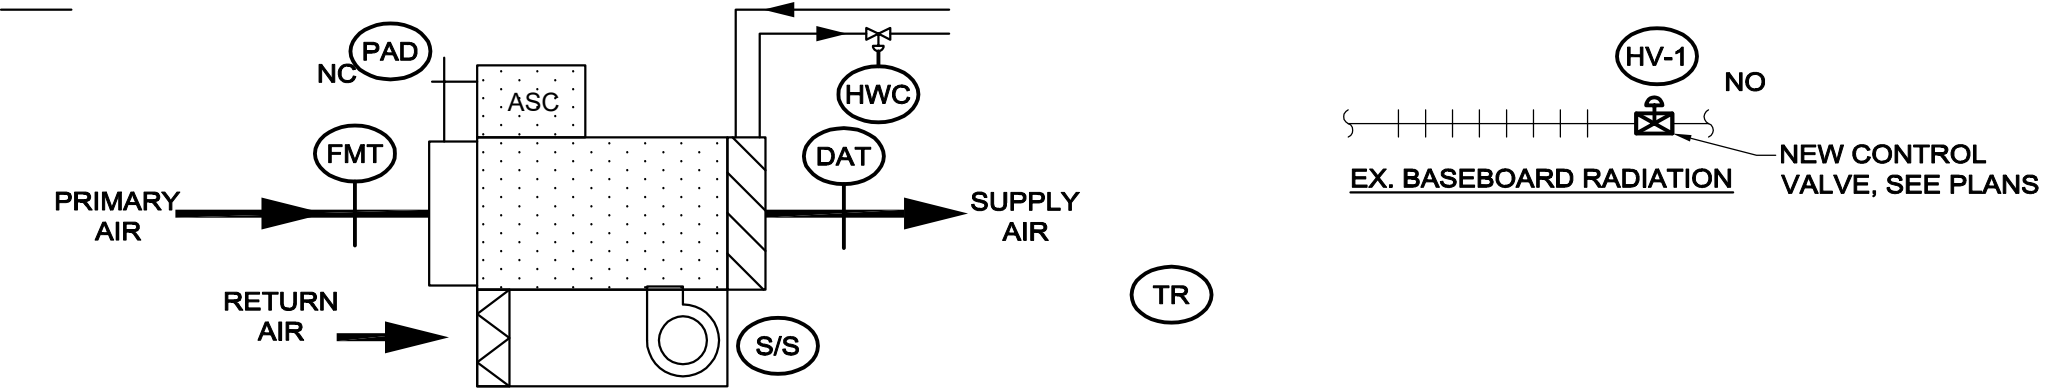 PAD
NC
ASC
HWC
FMT
DAT
PRIMARY
AIR
SUPPLY
AIR
RETURN
AIR
S/S
TR
HV-1
NO
NEW CONTROL
VALVE, SEE PLANS
EX. BASEBOARD RADIATION